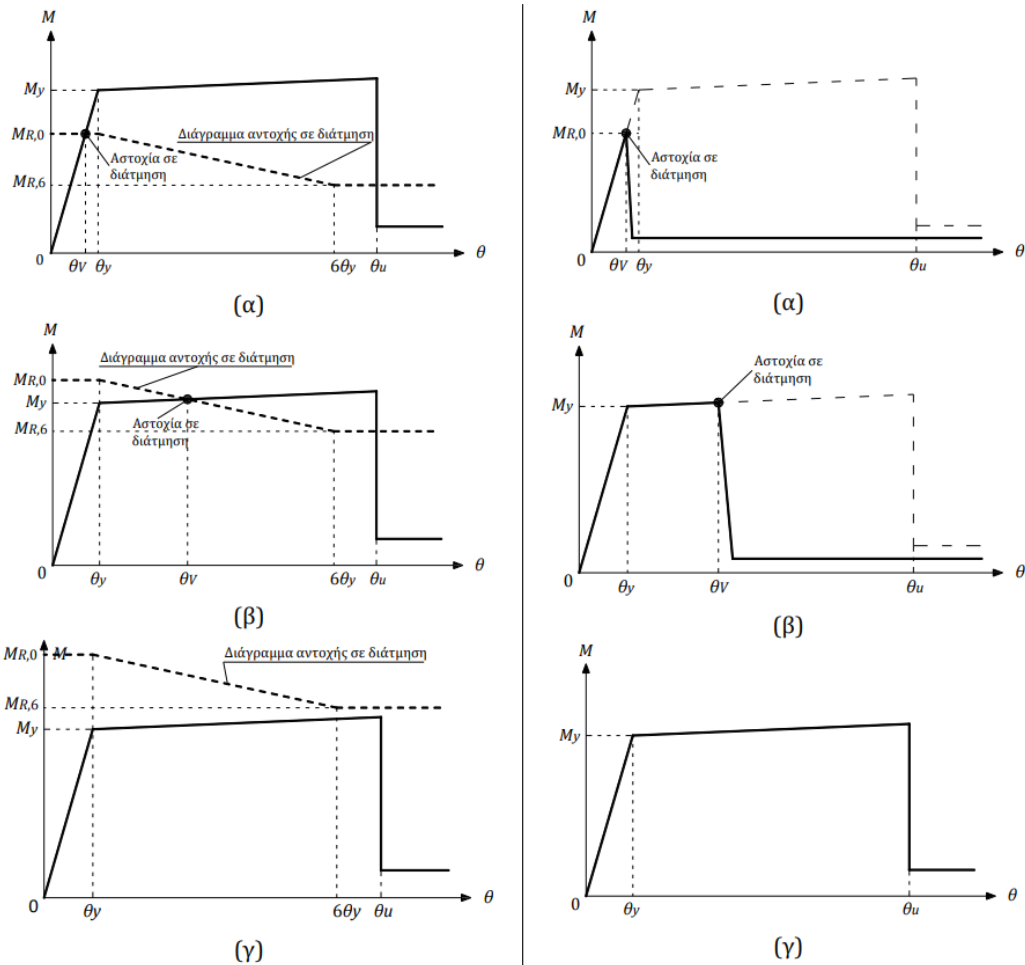 M
My
MR,0
Διάγραμμα αντοχής σε διάτμηση
Αστοχία σε
διάτμηση
MR,6
0
θV
θy
6θy
θu
θ
(α)
M
My
MR,0
Αστοχία σε
διάτμηση
0
θV
θy
θu
θ
(α)
M
Διάγραμμα αντοχής σε διάτμηση
MR,0
My
Αστοχία σε
διάτμηση
MR,6
0
θy
θV
6θy
θu
θ
(β)
M
Αστοχία σε
διάτμηση
My
0
θy
θV
θu
θ
(β)
MR,0
M
Διάγραμμα αντοχής σε διάτμηση
MR,6
My
0
θy
6θy
θu
θ
(γ)
M
My
0
θy
θu
θ
(γ)